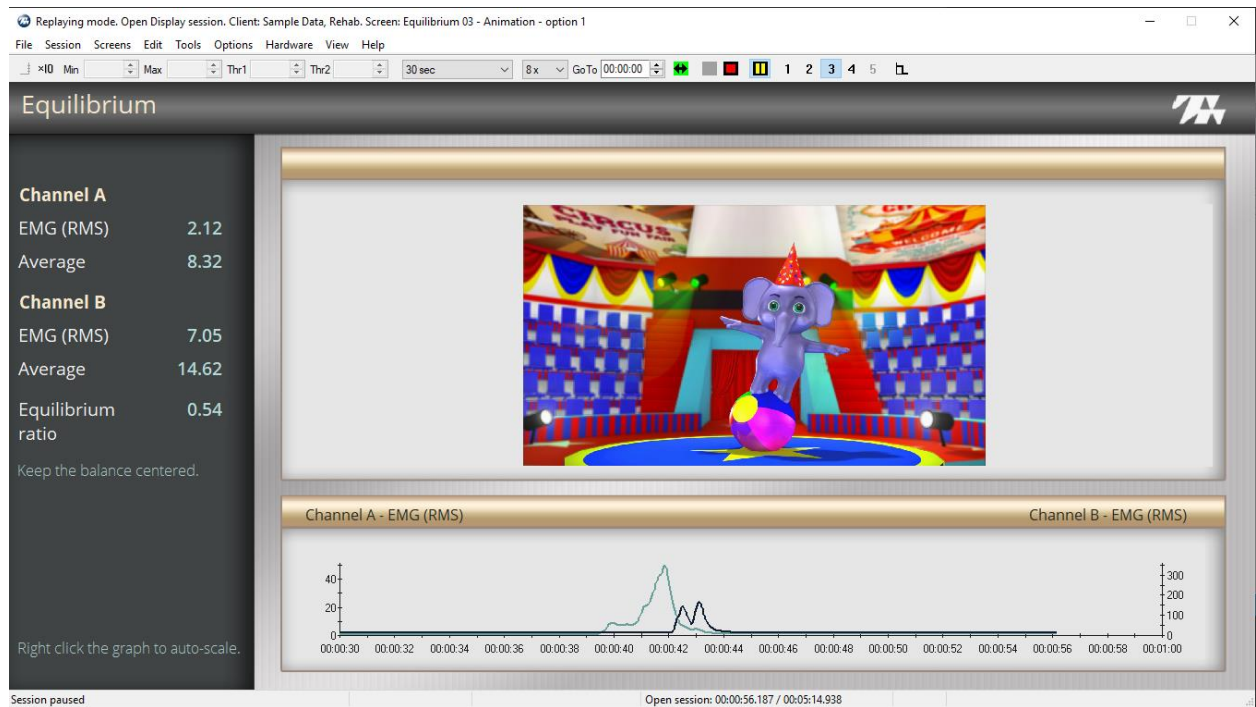 Replaying mode. Open Display session. Client: Sample Data, Rehab. Screen: Equilibrium 03 - Animation - option 1
File Session Screens Edit Tools Options Hardware View Help
×10 Min Max Thr1 Thr2 30 sec 8 x GoTo 00:00:00 1 2 3 4 5
Equilibrium
Channel A
EMG (RMS) 2.12
Average 8.32
Channel B
EMG (RMS) 7.05
Average 14.62
Equilibrium 0.54
ratio
Keep the balance centered.
Right click the graph to auto-scale.
CIRCUS
PLAY FUN FAIR
WELCOME
Channel A - EMG (RMS) Channel B - EMG (RMS)
40 300
20 200
100
0 0
00:00:30 00:00:32 00:00:34 00:00:36 00:00:38 00:00:40 00:00:42 00:00:44 00:00:46 00:00:48 00:00:50 00:00:52 00:00:54 00:00:56 00:00:58 00:01:00
Session paused Open session: 00:00:56.187 / 00:05:14.938